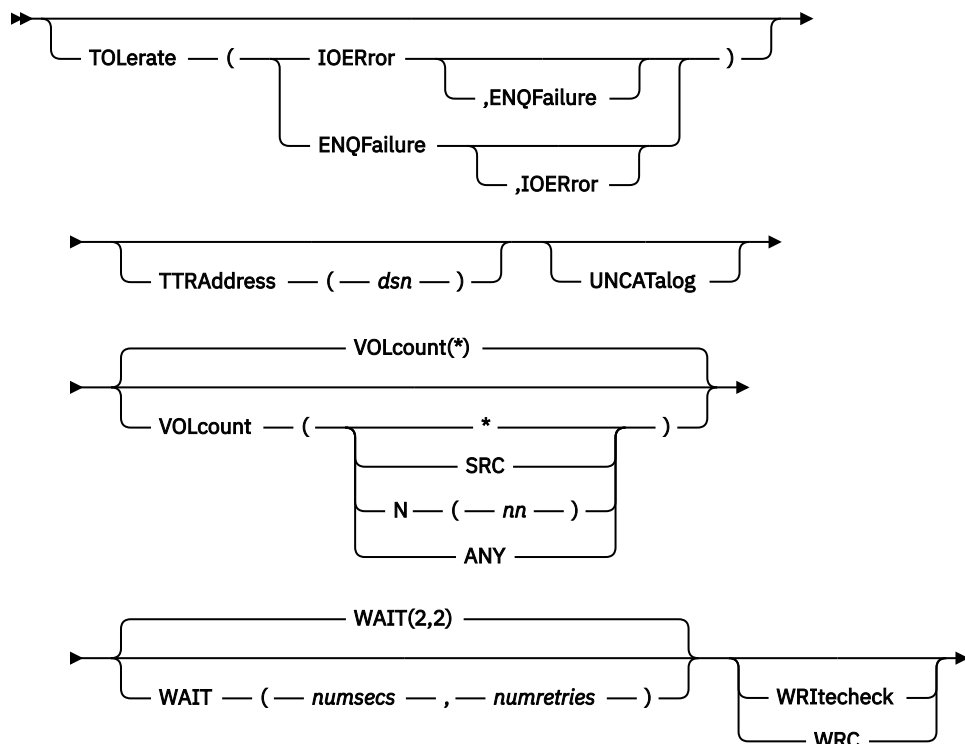 TOLerate ( IOERror )
,ENQFailure
ENQFailure
,IOERror
TTRAddress ( dsn ) UNCATalog
VOLcount(*)
VOLcount ( * )
SRC
N ( nn )
ANY
WAIT(2,2)
WAIT ( numsecs , numretries ) WRItecheck
WRC